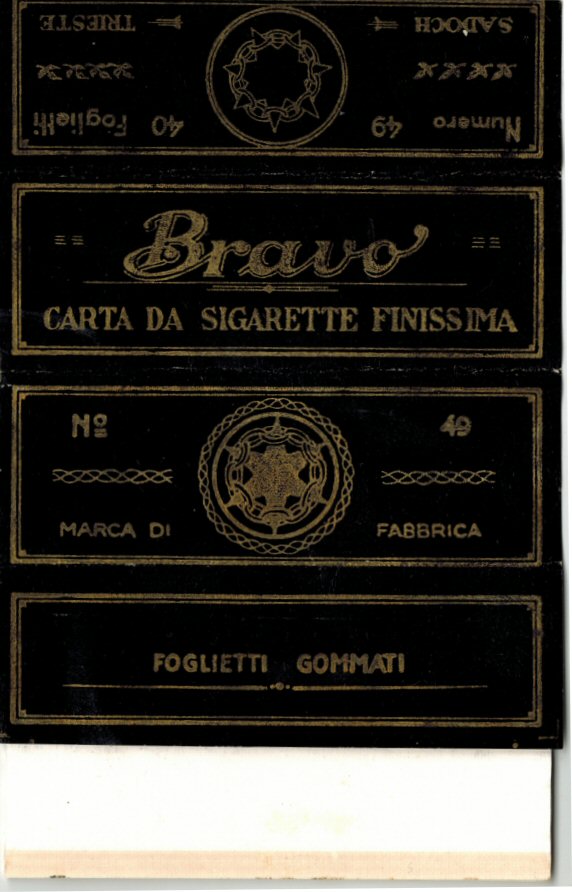 Numero 49 40 Foglietti
SADOCH TRIESTE
Bravo
CARTA DA SIGARETTE FINISSIMA
Nº 49
MARCA DI FABBRICA
FOGLIETTI GOMMATI